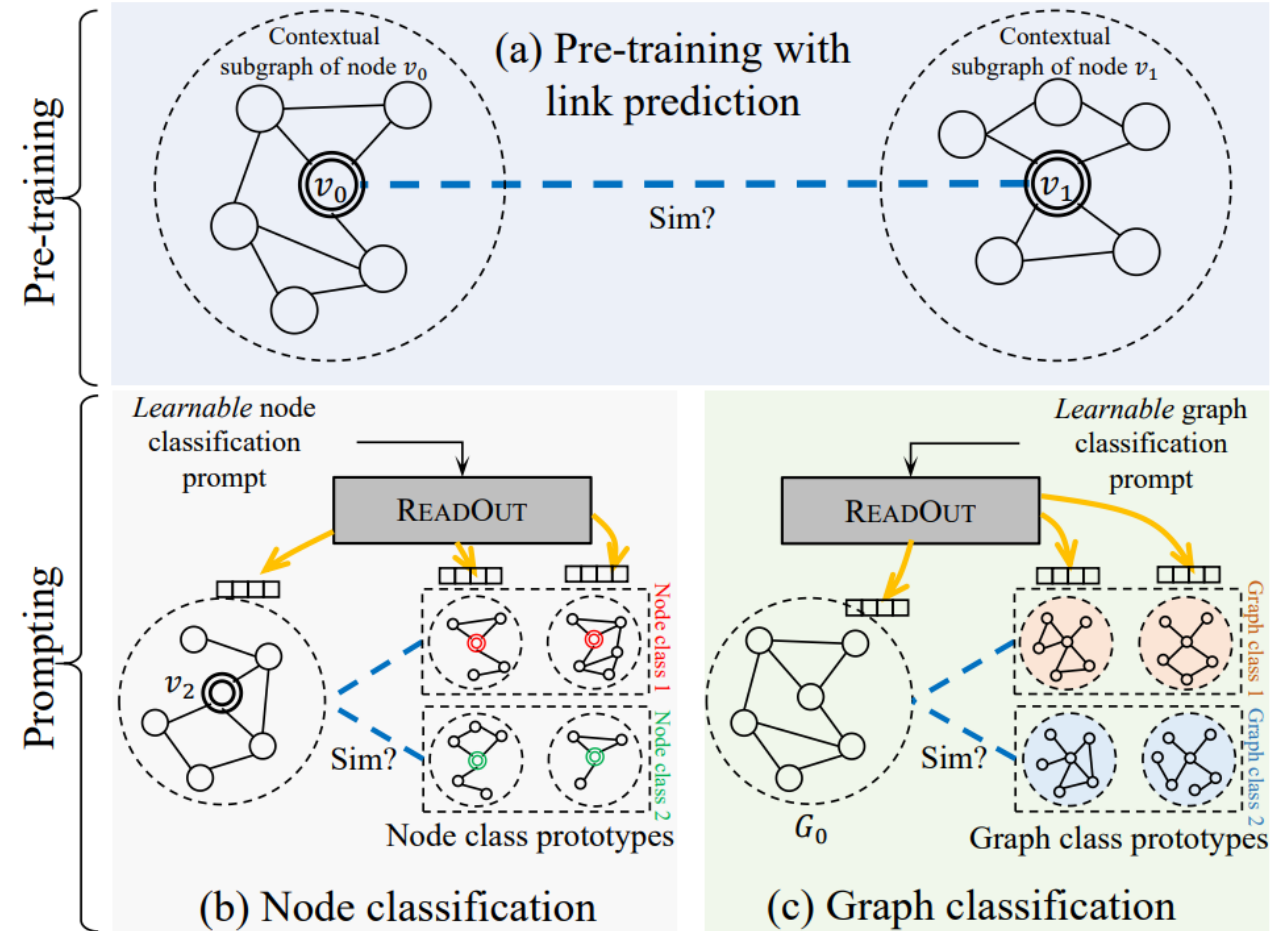 Pre-training
Contextual
subgraph of node v₀
(a) Pre-training with
link prediction
Contextual
subgraph of node v₁
v₀
v₁
Sim?
Prompting
Learnable node
classification
prompt
READOUT
v₂
Sim?
Node class 1
Node class 2
Node class prototypes
(b) Node classification
Learnable graph
classification
prompt
READOUT
G₀
Sim?
Graph class 1
Graph class 2
Graph class prototypes
(c) Graph classification